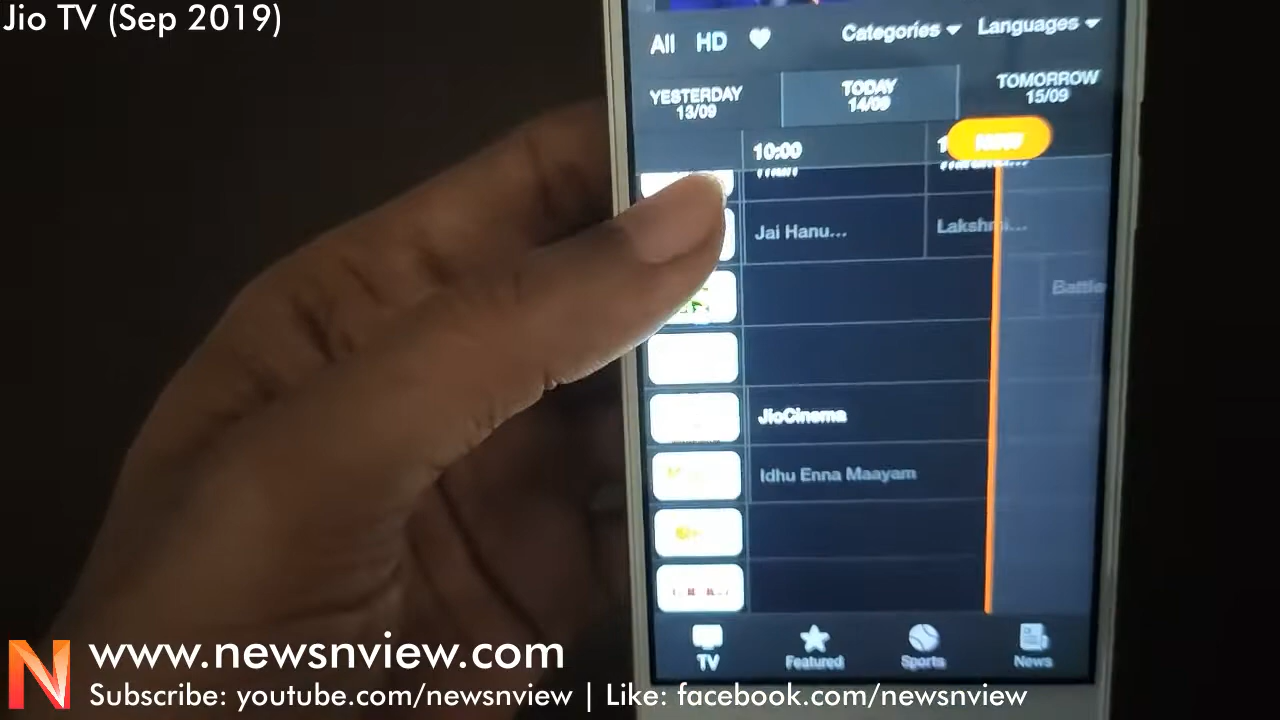 Jio TV (Sep 2019)
All HD Categories Languages
YESTERDAY
13/09
TODAY
14/09
TOMORROW
15/09
10:00
NOW
Jai Hanu... Lakshmi...
Battle
JioCinema
Idhu Enna Maayam
TV Featured Sports News
N www.newsnview.com
Subscribe: youtube.com/newsnview | Like: facebook.com/newsnview